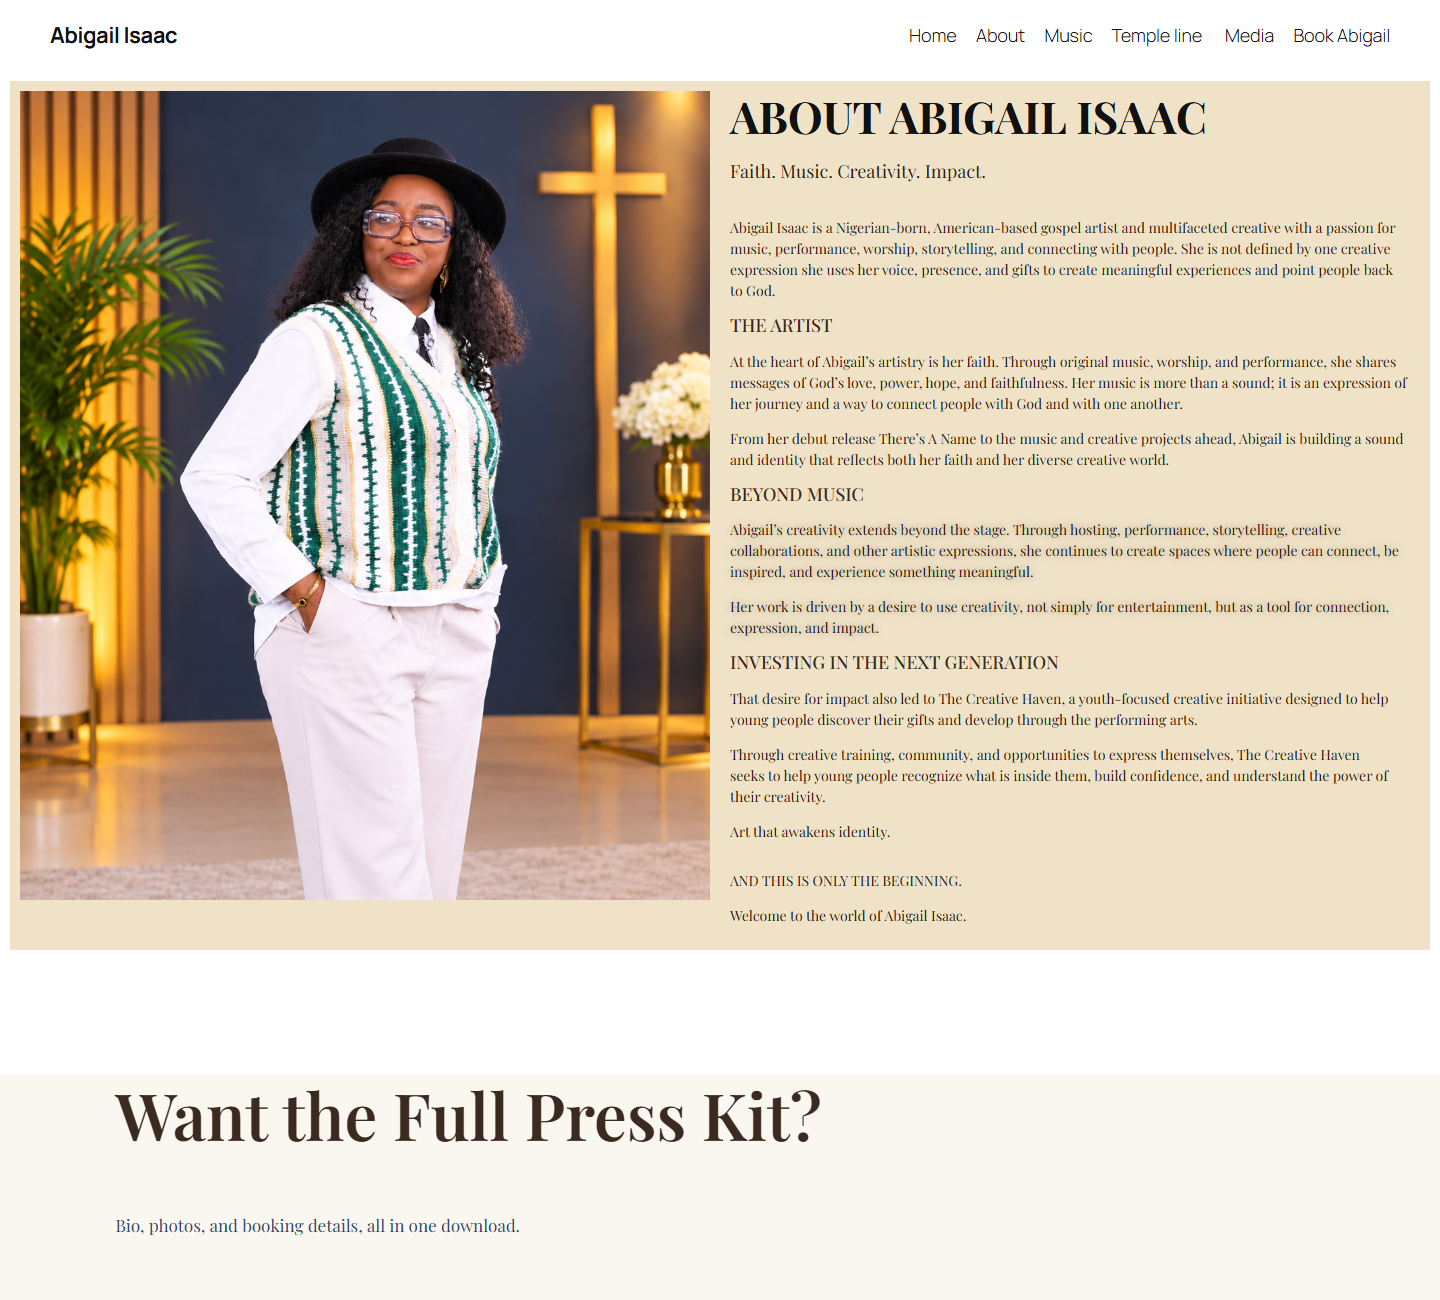 Abigail Isaac
Home About Music Temple line Media Book Abigail
ABOUT ABIGAIL ISAAC
Faith. Music. Creativity. Impact.
Abigail Isaac is a Nigerian-born, American-based gospel artist and multifaceted creative with a passion for
music, performance, worship, storytelling, and connecting with people. She is not defined by one creative
expression she uses her voice, presence, and gifts to create meaningful experiences and point people back
to God.
THE ARTIST
At the heart of Abigail’s artistry is her faith. Through original music, worship, and performance, she shares
messages of God’s love, power, hope, and faithfulness. Her music is more than a sound; it is an expression of
her journey and a way to connect people with God and with one another.
From her debut release There’s A Name to the music and creative projects ahead, Abigail is building a sound
and identity that reflects both her faith and her diverse creative world.
BEYOND MUSIC
Abigail’s creativity extends beyond the stage. Through hosting, performance, storytelling, creative
collaborations, and other artistic expressions, she continues to create spaces where people can connect, be
inspired, and experience something meaningful.
Her work is driven by a desire to use creativity, not simply for entertainment, but as a tool for connection,
expression, and impact.
INVESTING IN THE NEXT GENERATION
That desire for impact also led to The Creative Haven, a youth-focused creative initiative designed to help
young people discover their gifts and develop through the performing arts.
Through creative training, community, and opportunities to express themselves, The Creative Haven
seeks to help young people recognize what is inside them, build confidence, and understand the power of
their creativity.
Art that awakens identity.
AND THIS IS ONLY THE BEGINNING.
Welcome to the world of Abigail Isaac.
Want the Full Press Kit?
Bio, photos, and booking details, all in one download.